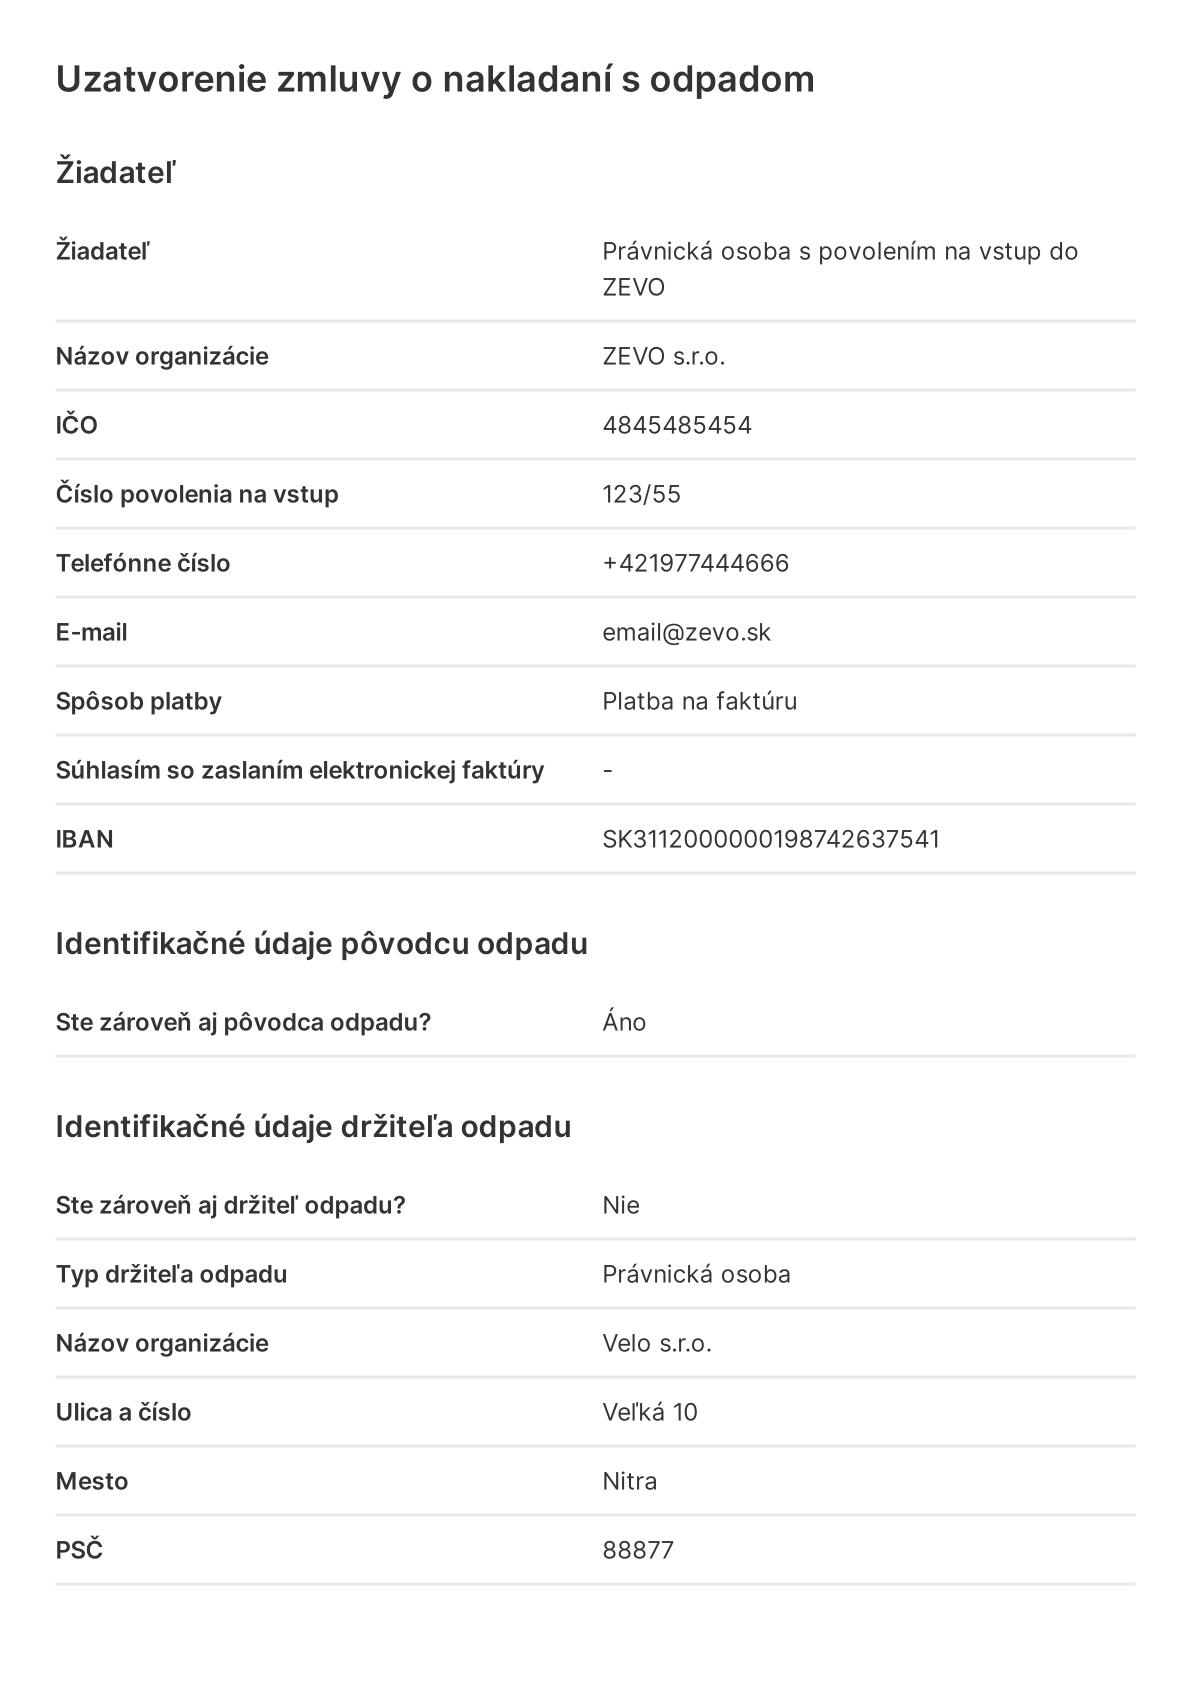 Uzatvorenie zmluvy o nakladaní s odpadom
Žiadateľ
Žiadateľ Právnická osoba s povolením na vstup do
ZEVO
Názov organizácie ZEVO s.r.o.
IČO 4845485454
Číslo povolenia na vstup 123/55
Telefónne číslo +421977444666
E-mail email@zevo.sk
Spôsob platby Platba na faktúru
Súhlasím so zaslaním elektronickej faktúry -
IBAN SK3112000000198742637541
Identifikačné údaje pôvodcu odpadu
Ste zároveň aj pôvodca odpadu? Áno
Identifikačné údaje držiteľa odpadu
Ste zároveň aj držiteľ odpadu? Nie
Typ držiteľa odpadu Právnická osoba
Názov organizácie Velo s.r.o.
Ulica a číslo Veľká 10
Mesto Nitra
PSČ 88877